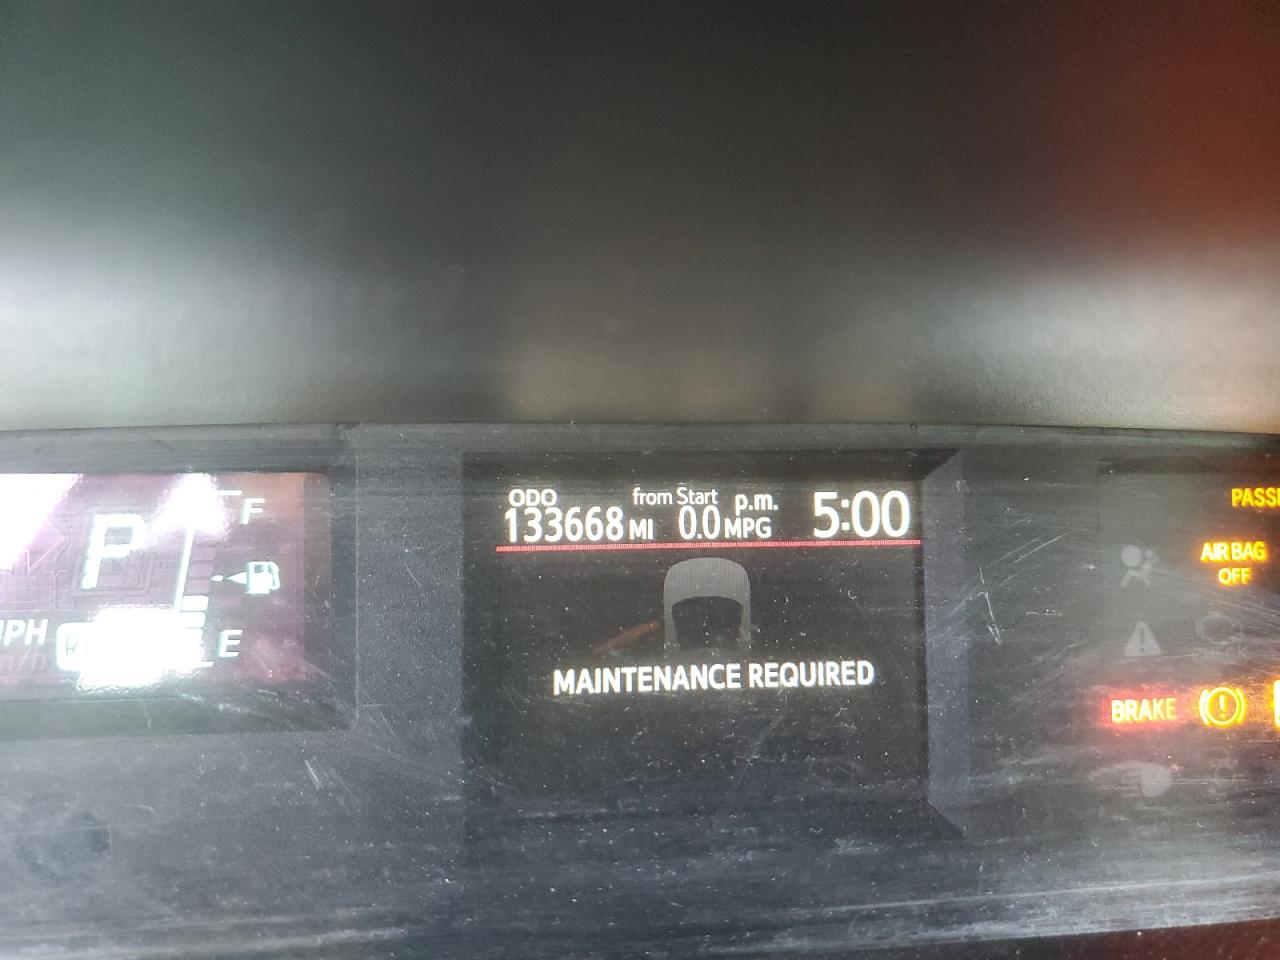 ODO from Start p.m. 5:00
133668 MI 0.0 MPG
MAINTENANCE REQUIRED
P
F
E
AIR BAG
OFF
BRAKE